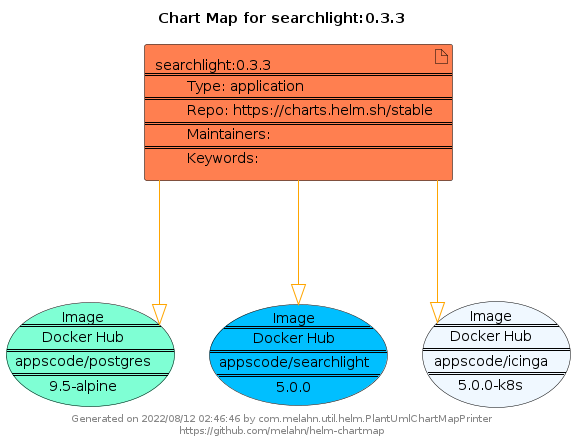 Chart Map for searchlight:0.3.3
searchlight:0.3.3
Type: application
Repo: https://charts.helm.sh/stable
Maintainers:
Keywords:
Image
Docker Hub
appscode/postgres
9.5-alpine
Image
Docker Hub
appscode/searchlight
5.0.0
Image
Docker Hub
appscode/icinga
5.0.0-k8s
Generated on 2022/08/12 02:46:46 by com.melahn.util.helm.PlantUmlChartMapPrinter
https://github.com/melahn/helm-chartmap